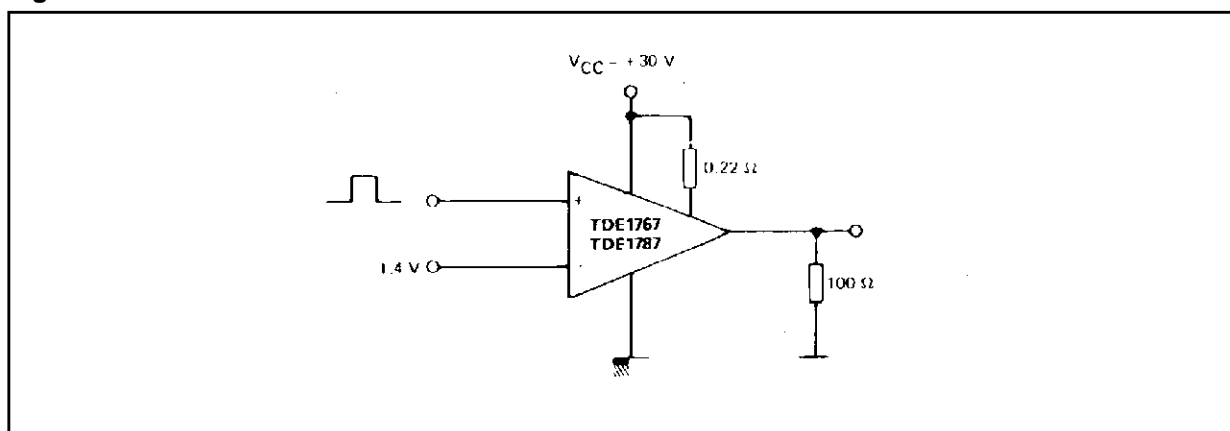 VCC - +30 V
0.22 Ω
+
TDE1767
TDE1787
1.4 V
-
100 Ω